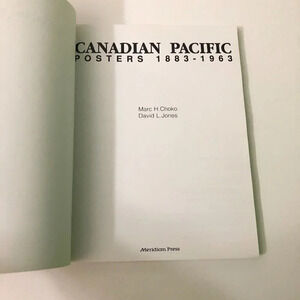 CANADIAN PACIFIC
POSTERS 1883-1963
Marc H. Choko
David L. Jones
Meridian Press